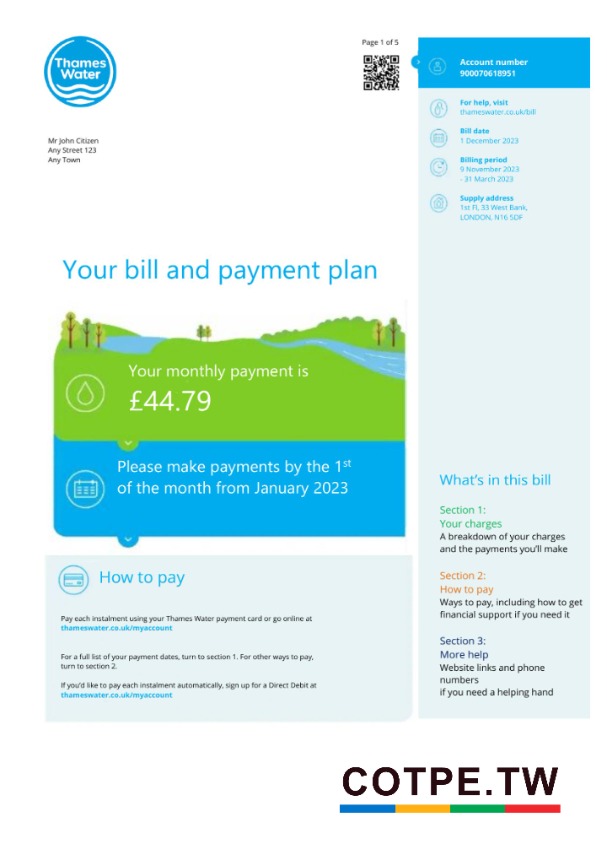 Thames
Water
Page 1 of 5
Mr John Citizen
Any Street 123
Any Town
Account number
900070618951
For help, visit
thameswater.co.uk/bill
Bill date
1 December 2023
Billing period
9 November 2023
- 31 March 2023
Supply address
1st Fl, 33 West Bank,
LONDON, N16 5DF
Your bill and payment plan
Your monthly payment is
£44.79
Please make payments by the 1st
of the month from January 2023
How to pay
Pay each instalment using your Thames Water payment card or go online at
thameswater.co.uk/myaccount
For a full list of your payment dates, turn to section 1. For other ways to pay,
turn to section 2.
If you'd like to pay each instalment automatically, sign up for a Direct Debit at
thameswater.co.uk/myaccount
What's in this bill
Section 1:
Your charges
A breakdown of your charges
and the payments you'll make
Section 2:
How to pay
Ways to pay, including how to get
financial support if you need it
Section 3:
More help
Website links and phone
numbers
if you need a helping hand
COTPE.TW